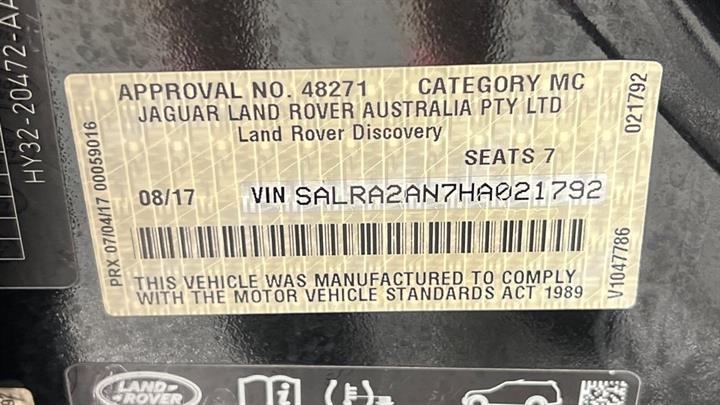 HY32-20472-A
APPROVAL NO. 48271 CATEGORY MC
JAGUAR LAND ROVER AUSTRALIA PTY LTD
Land Rover Discovery
SEATS 7
08/17 VIN SALRA2AN7HA021792
THIS VEHICLE WAS MANUFACTURED TO COMPLY
WITH THE MOTOR VEHICLE STANDARDS ACT 1989
PRX 07/04/17 00059016
021792
V1047786
LAND-
ROVER